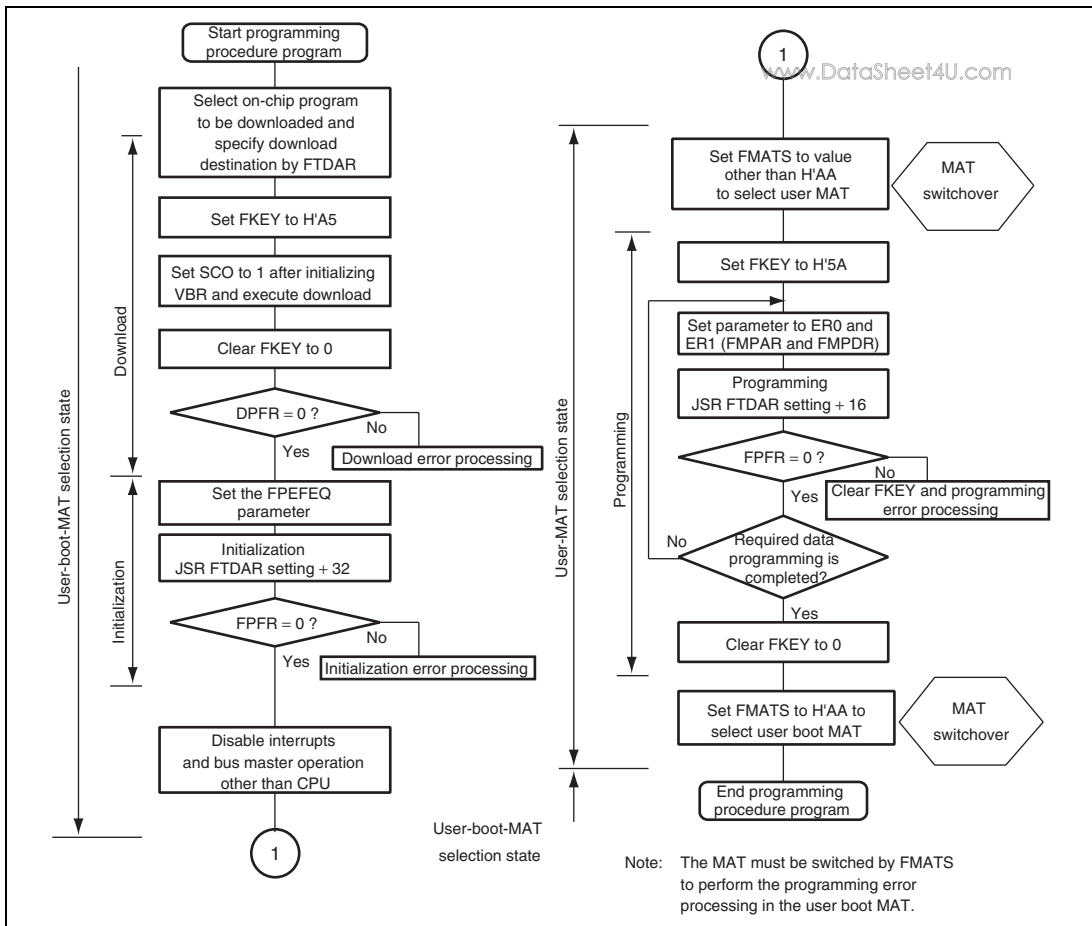 Start programming
procedure program
Select on-chip program
to be downloaded and
specify download
destination by FTDAR
Set FKEY to H'A5
Set SCO to 1 after initializing
VBR and execute download
Clear FKEY to 0
DPFR = 0 ?
No
Yes
Download error processing
Set the FPEFEQ
parameter
Initialization
JSR FTDAR setting + 32
FPFR = 0 ?
No
Yes
Initialization error processing
Disable interrupts
and bus master operation
other than CPU
1
Download
Initialization
User-boot-MAT selection state
User-boot-MAT
selection state
1
www.DataSheet4U.com
Set FMATS to value
other than H'AA
to select user MAT
MAT
switchover
Set FKEY to H'5A
Set parameter to ER0 and
ER1 (FMPAR and FMPDR)
Programming
JSR FTDAR setting + 16
FPFR = 0 ?
No
Yes
Clear FKEY and programming
error processing
No
Required data
programming is
completed?
Yes
Clear FKEY to 0
Set FMATS to H'AA to
select user boot MAT
MAT
switchover
End programming
procedure program
Programming
User-MAT selection state
Note: The MAT must be switched by FMATS
to perform the programming error
processing in the user boot MAT.